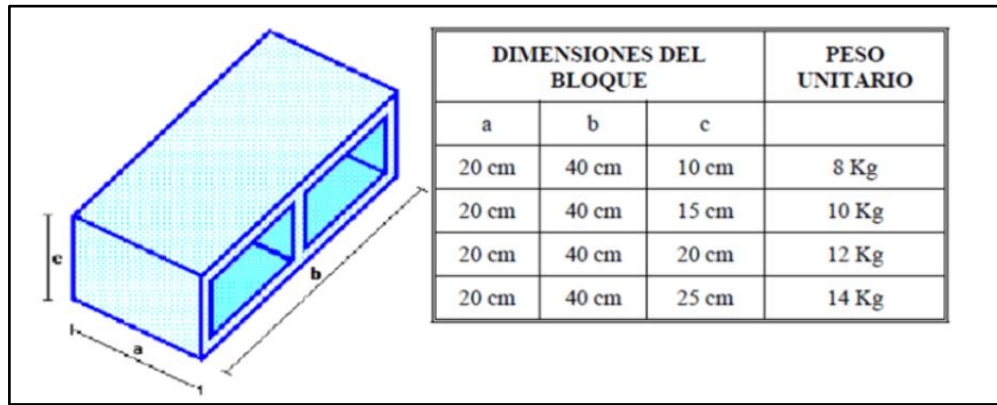 DIMENSIONES DEL
BLOQUE
PESO
UNITARIO
a b c
20 cm 40 cm 10 cm 8 Kg
20 cm 40 cm 15 cm 10 Kg
20 cm 40 cm 20 cm 12 Kg
20 cm 40 cm 25 cm 14 Kg
c
b
a